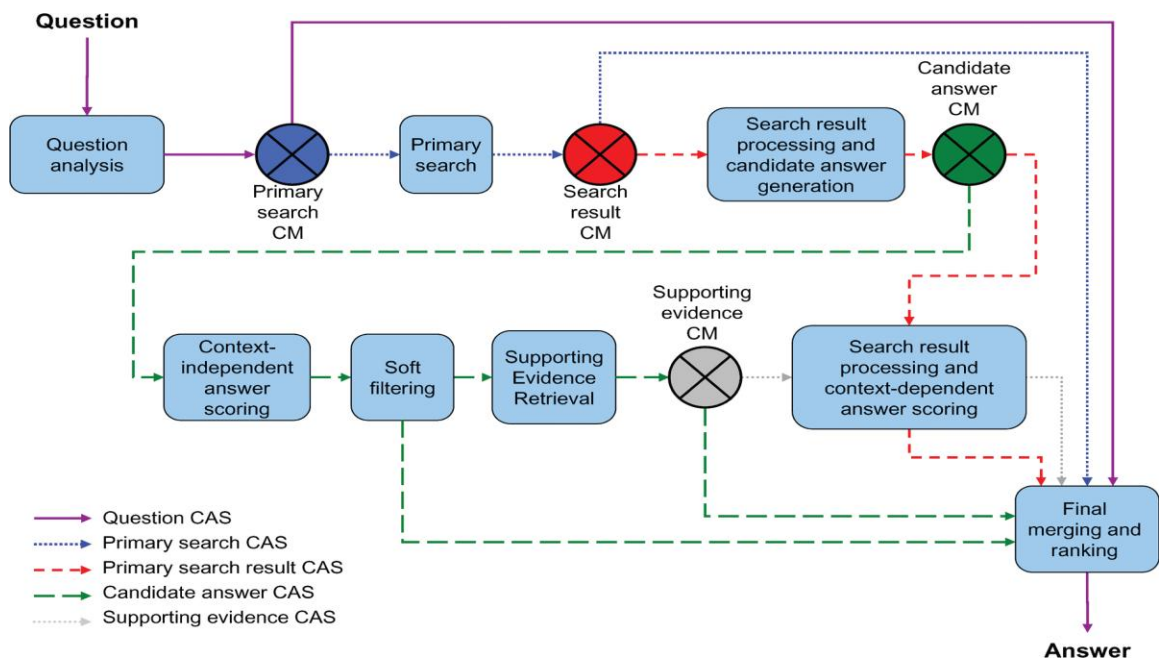 Question
Question
analysis
Primary
search
CM
Primary
search
Search
result
CM
Search result
processing and
candidate answer
generation
Candidate
answer
CM
Context-
independent
answer
scoring
Soft
filtering
Supporting
Evidence
Retrieval
Supporting
evidence
CM
Search result
processing and
context-dependent
answer scoring
Final
merging and
ranking
Answer
Question CAS
Primary search CAS
Primary search result CAS
Candidate answer CAS
Supporting evidence CAS